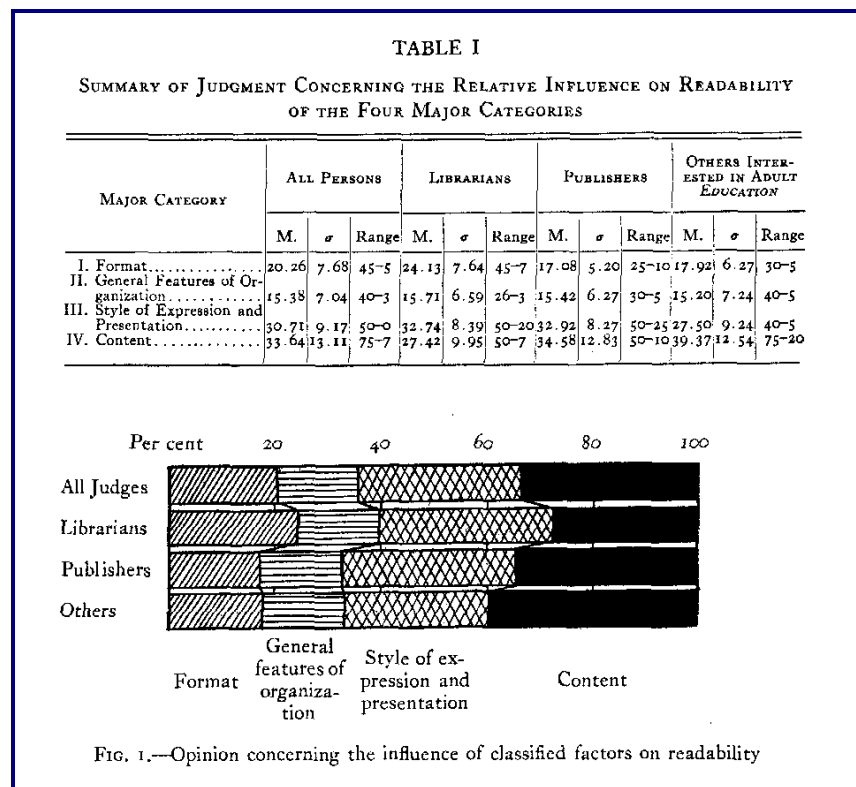 TABLE I
SUMMARY OF JUDGMENT CONCERNING THE RELATIVE INFLUENCE ON READABILITY
OF THE FOUR MAJOR CATEGORIES
MAJOR CATEGORY ALL PERSONS LIBRARIANS PUBLISHERS OTHERS INTER-
ESTED IN ADULT
EDUCATION
M. σ Range M. σ Range M. σ Range M. σ Range
I. Format.............. 20.26 7.68 45-5 24.13 7.64 45-7 17.08 5.20 25-10 17.92 6.27 30-5
II. General Features of Or-
ganization............ 15.38 7.04 40-3 15.71 6.59 26-3 15.42 6.27 30-5 15.20 7.24 40-5
III. Style of Expression and
Presentation.......... 30.71 9.17 50-0 32.74 8.39 50-20 32.92 8.27 50-25 27.50 9.24 40-5
IV. Content.............. 33.64 13.11 75-7 27.42 9.95 50-7 34.58 12.83 50-10 39.37 12.54 75-20
Per cent 20 40 60 80 100
All Judges
Librarians
Publishers
Others
Format
General
features of
organiza-
tion
Style of ex-
pression and
presentation
Content
FIG. 1.—Opinion concerning the influence of classified factors on readability